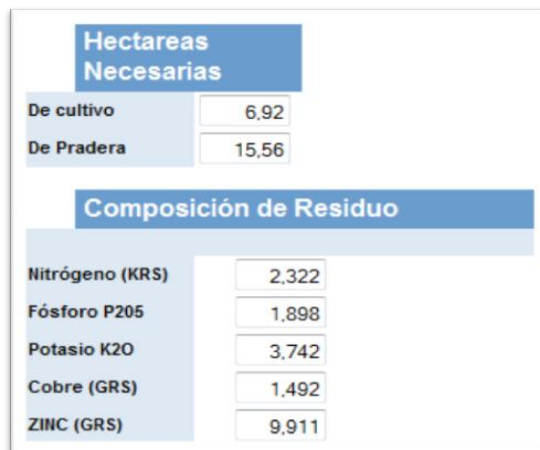 Hectareas
Necesarias
De cultivo 6,92
De Pradera 15,56
Composición de Residuo
Nitrógeno (KRS) 2,322
Fósforo P205 1,898
Potasio K2O 3,742
Cobre (GRS) 1,492
ZINC (GRS) 9,911